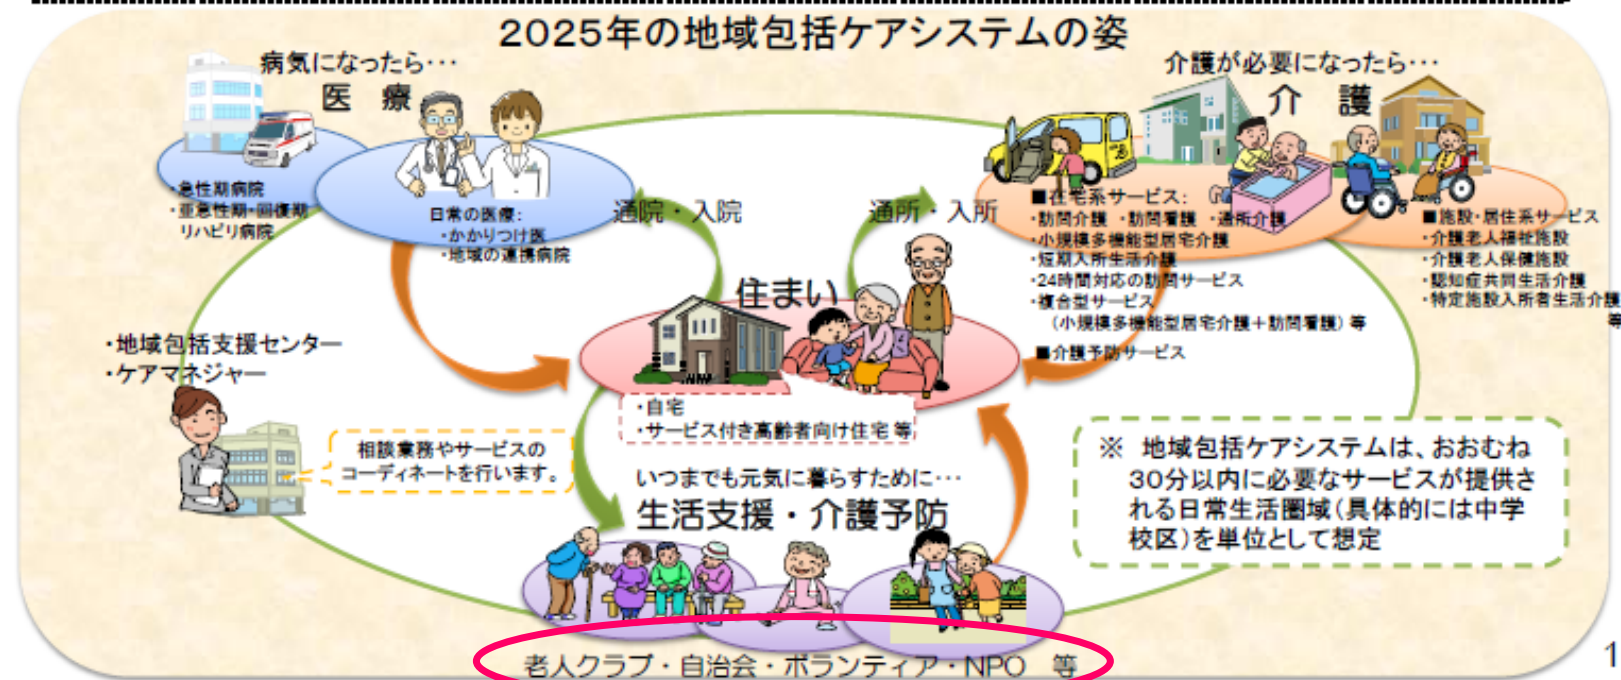 2025年の地域包括ケアシステムの姿
病気になったら･･･
医　療
・急性期病院
・亜急性期・回復期
リハビリ病院
日常の医療：
・かかりつけ医
・地域の連携病院
通院・入院
通所・入所
介護が必要になったら･･･
介　護
■在宅系サービス：
・訪問介護　・訪問看護　・通所介護
・小規模多機能型居宅介護
・短期入所生活介護
・24時間対応の訪問サービス
・複合型サービス
（小規模多機能型居宅介護＋訪問看護）等
■介護予防サービス
■施設・居住系サービス
・介護老人福祉施設
・介護老人保健施設
・認知症共同生活介護
・特定施設入所者生活介護
等
住まい
・自宅
・サービス付き高齢者向け住宅 等
・地域包括支援センター
・ケアマネジャー
相談業務やサービスの
コーディネートを行います。
いつまでも元気に暮らすために･･･
生活支援・介護予防
※　地域包括ケアシステムは、おおむね
30分以内に必要なサービスが提供さ
れる日常生活圏域（具体的には中学
校区）を単位として想定
老人クラブ・自治会・ボランティア・NPO　等
1